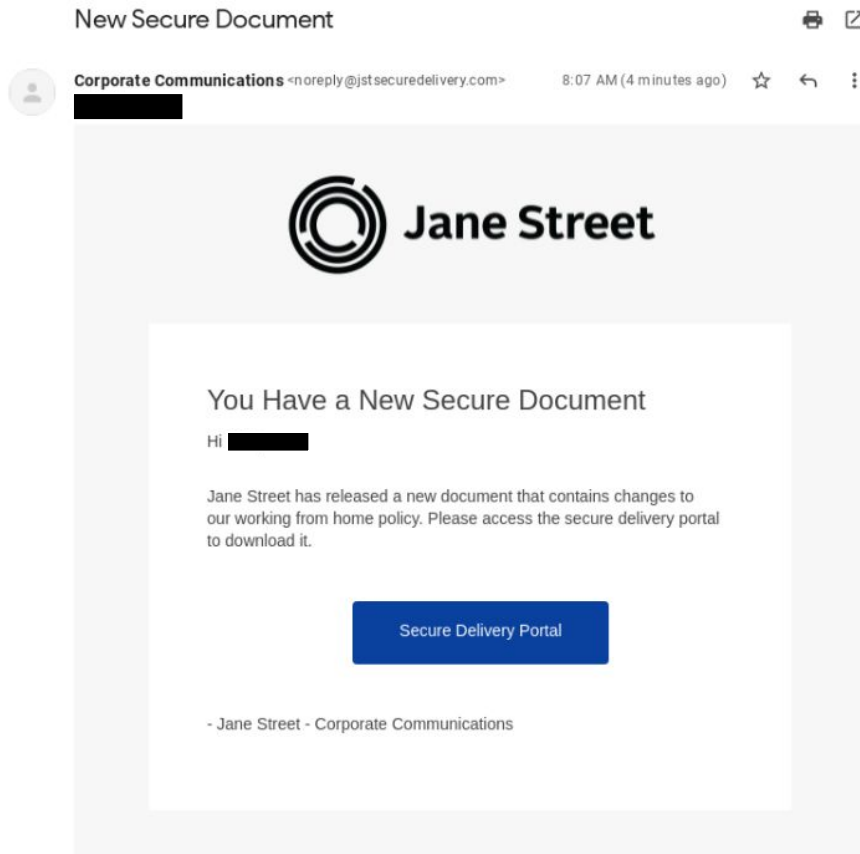 New Secure Document
Corporate Communications <noreply@jstsecuredelivery.com> 8:07 AM (4 minutes ago)
Jane Street
You Have a New Secure Document
Hi
Jane Street has released a new document that contains changes to
our working from home policy. Please access the secure delivery portal
to download it.
Secure Delivery Portal
- Jane Street - Corporate Communications